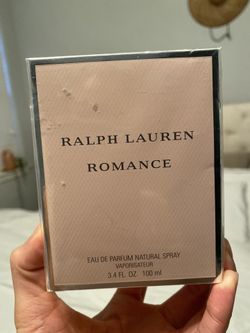 RALPH LAUREN
ROMANCE
EAU DE PARFUM NATURAL SPRAY
VAPORISATEUR
3.4 FL. OZ 100 ml